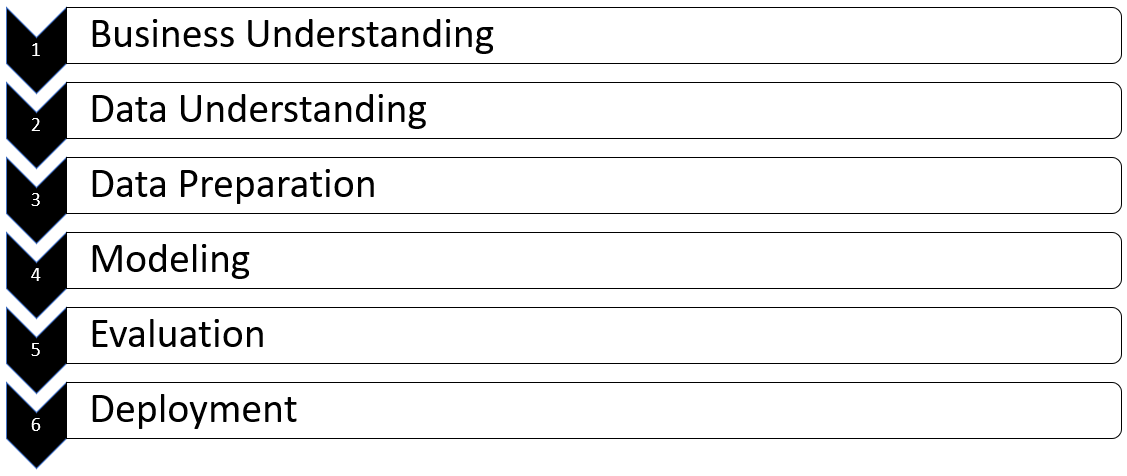 1 Business Understanding
2 Data Understanding
3 Data Preparation
4 Modeling
5 Evaluation
6 Deployment